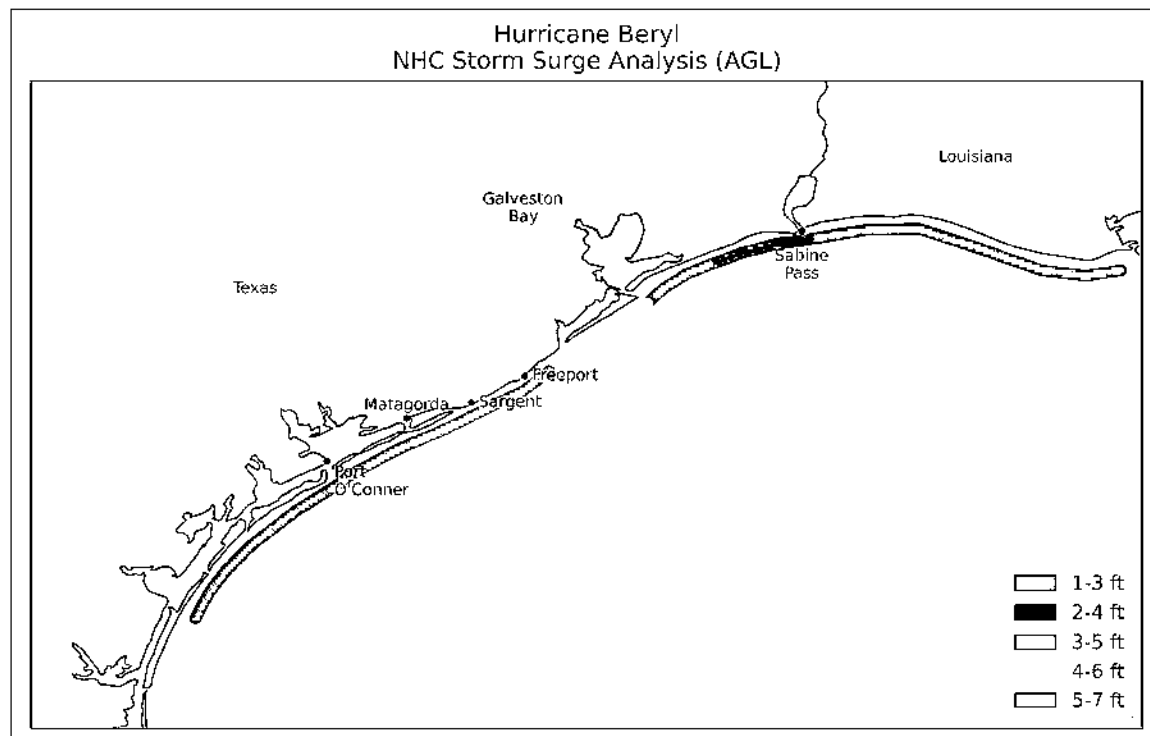 Hurricane Beryl
NHC Storm Surge Analysis (AGL)
Louisiana
Galveston
Bay
Sabine
Pass
Texas
Freeport
Matagorda
Sargent
Port
O'Conner
1-3 ft
2-4 ft
3-5 ft
4-6 ft
5-7 ft